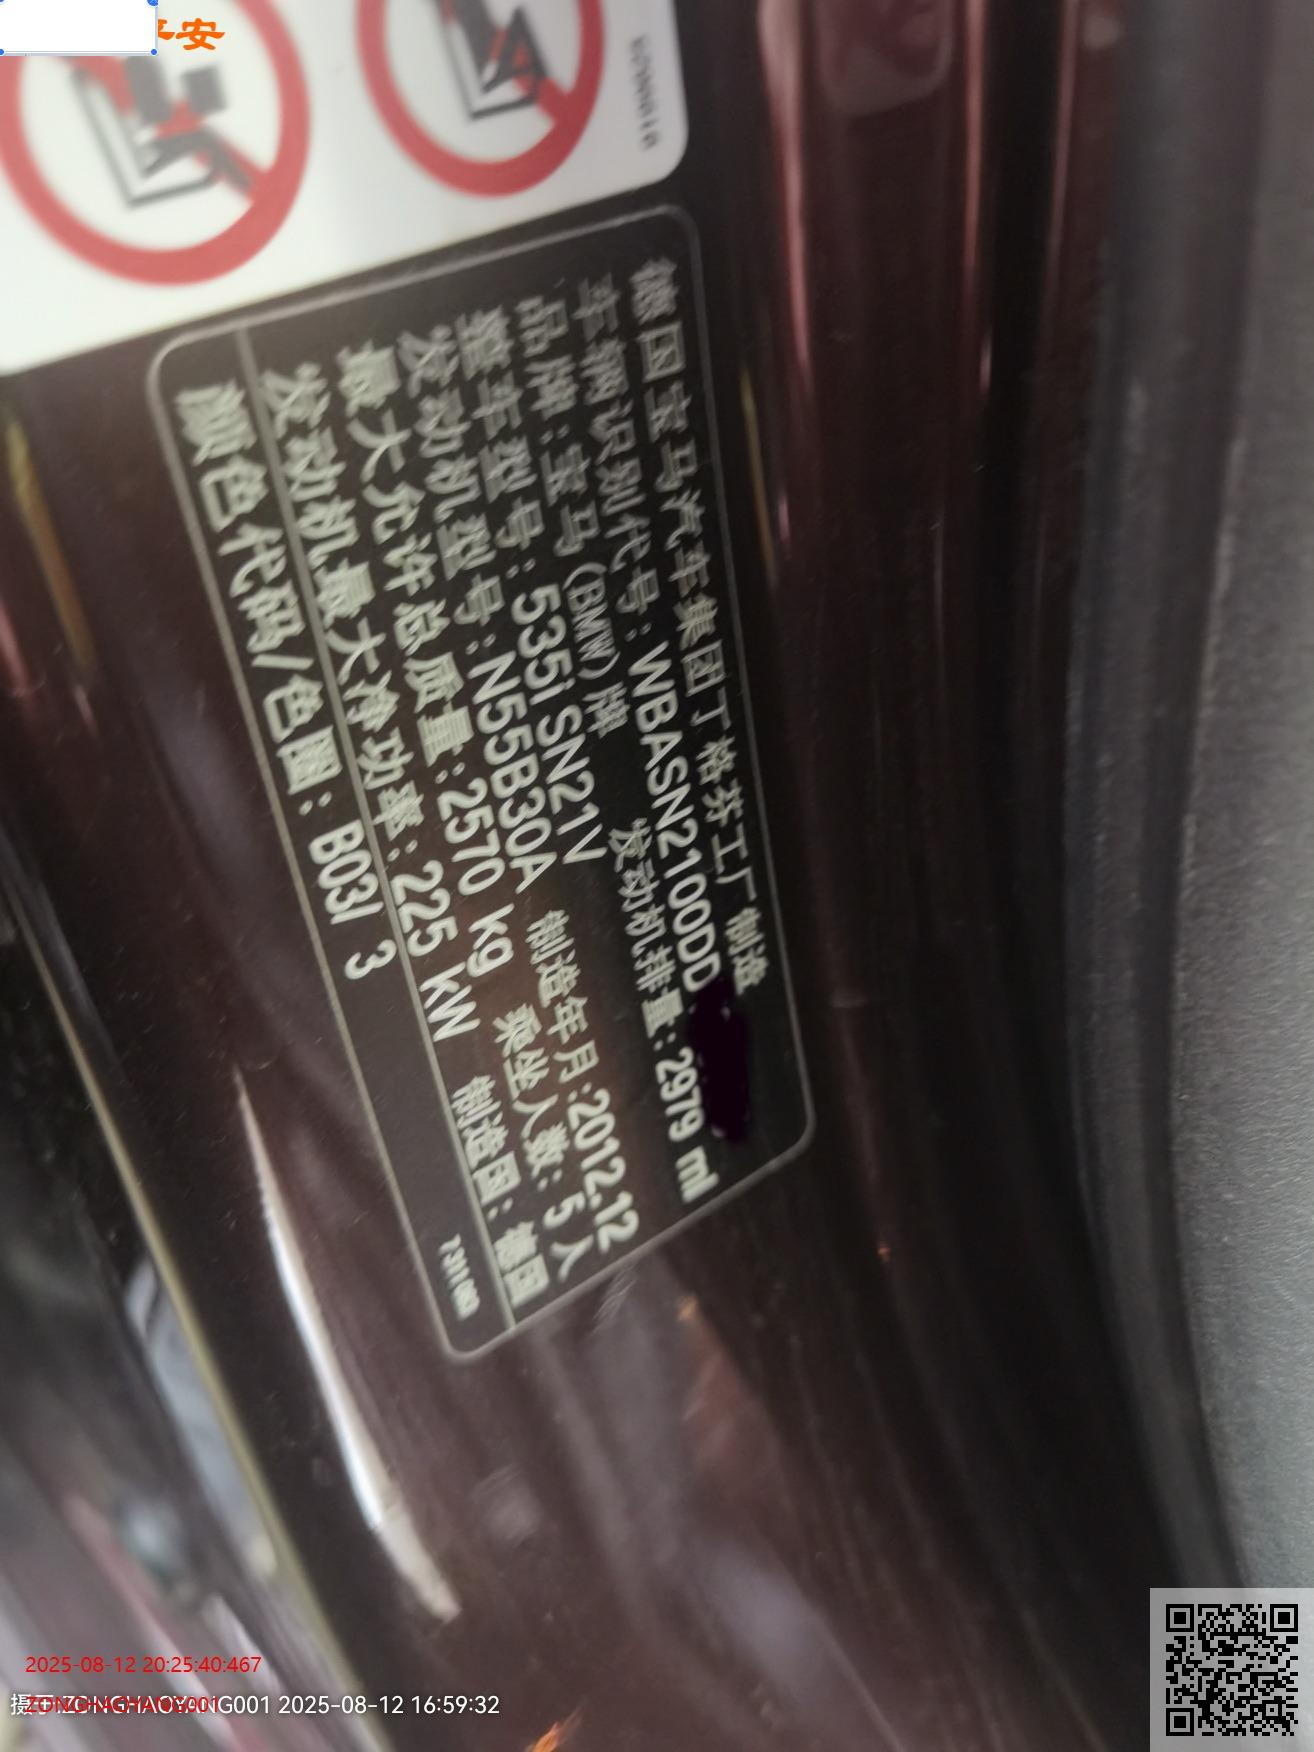 平安
德国宝马汽车集团丁格芬工厂 制造
车辆识别代号: WBASN2100DD
品牌: 宝马 (BMW) 牌 发动机排量: 2979 ml
整车型号: 535i SN21V
发动机型号: N55B30A 制造年月: 2012-12
最大允许总质量: 2570 kg 乘坐人数: 5 人
发动机最大净功率: 225 kW 制造国: 德国
颜色代码/色圈: B03/ 3
2025-08-12 20:25:40:467
摄于:ZONGHAOYANG001 2025-08-12 16:59:32